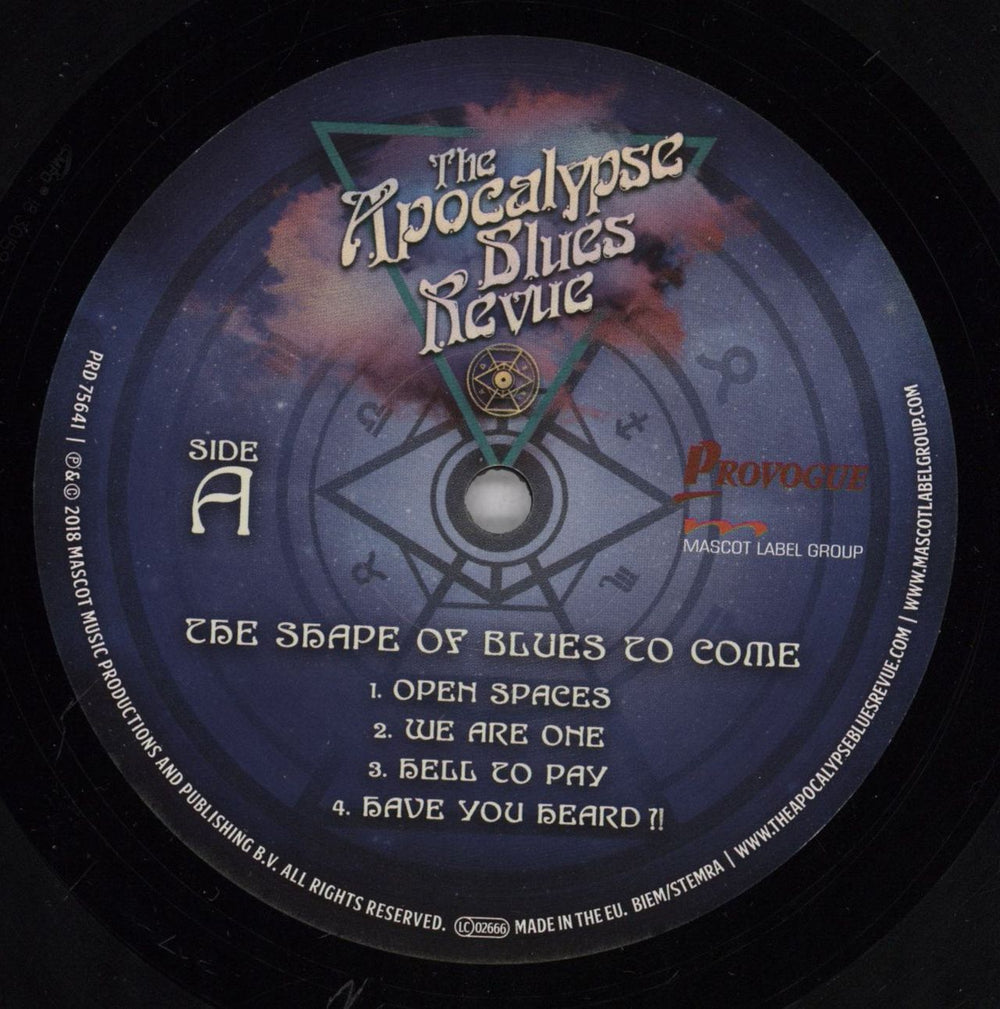 The
Apocalypse
Blues
Revue
SIDE
A
PROVOGUE
MASCOT LABEL GROUP
THE SHAPE OF BLUES TO COME
1. OPEN SPACES
2. WE ARE ONE
3. HELL TO PAY
4. HAVE YOU HEARD ?!
PRD 75641 | ℗ & © 2018 MASCOT MUSIC PRODUCTIONS AND PUBLISHING B.V. ALL RIGHTS RESERVED. LC 02666 MADE IN THE EU. BIEM/STEMRA | WWW.THEAPOCALYPSEBLUESREVUE.COM | WWW.MASCOTLABELGROUP.COM